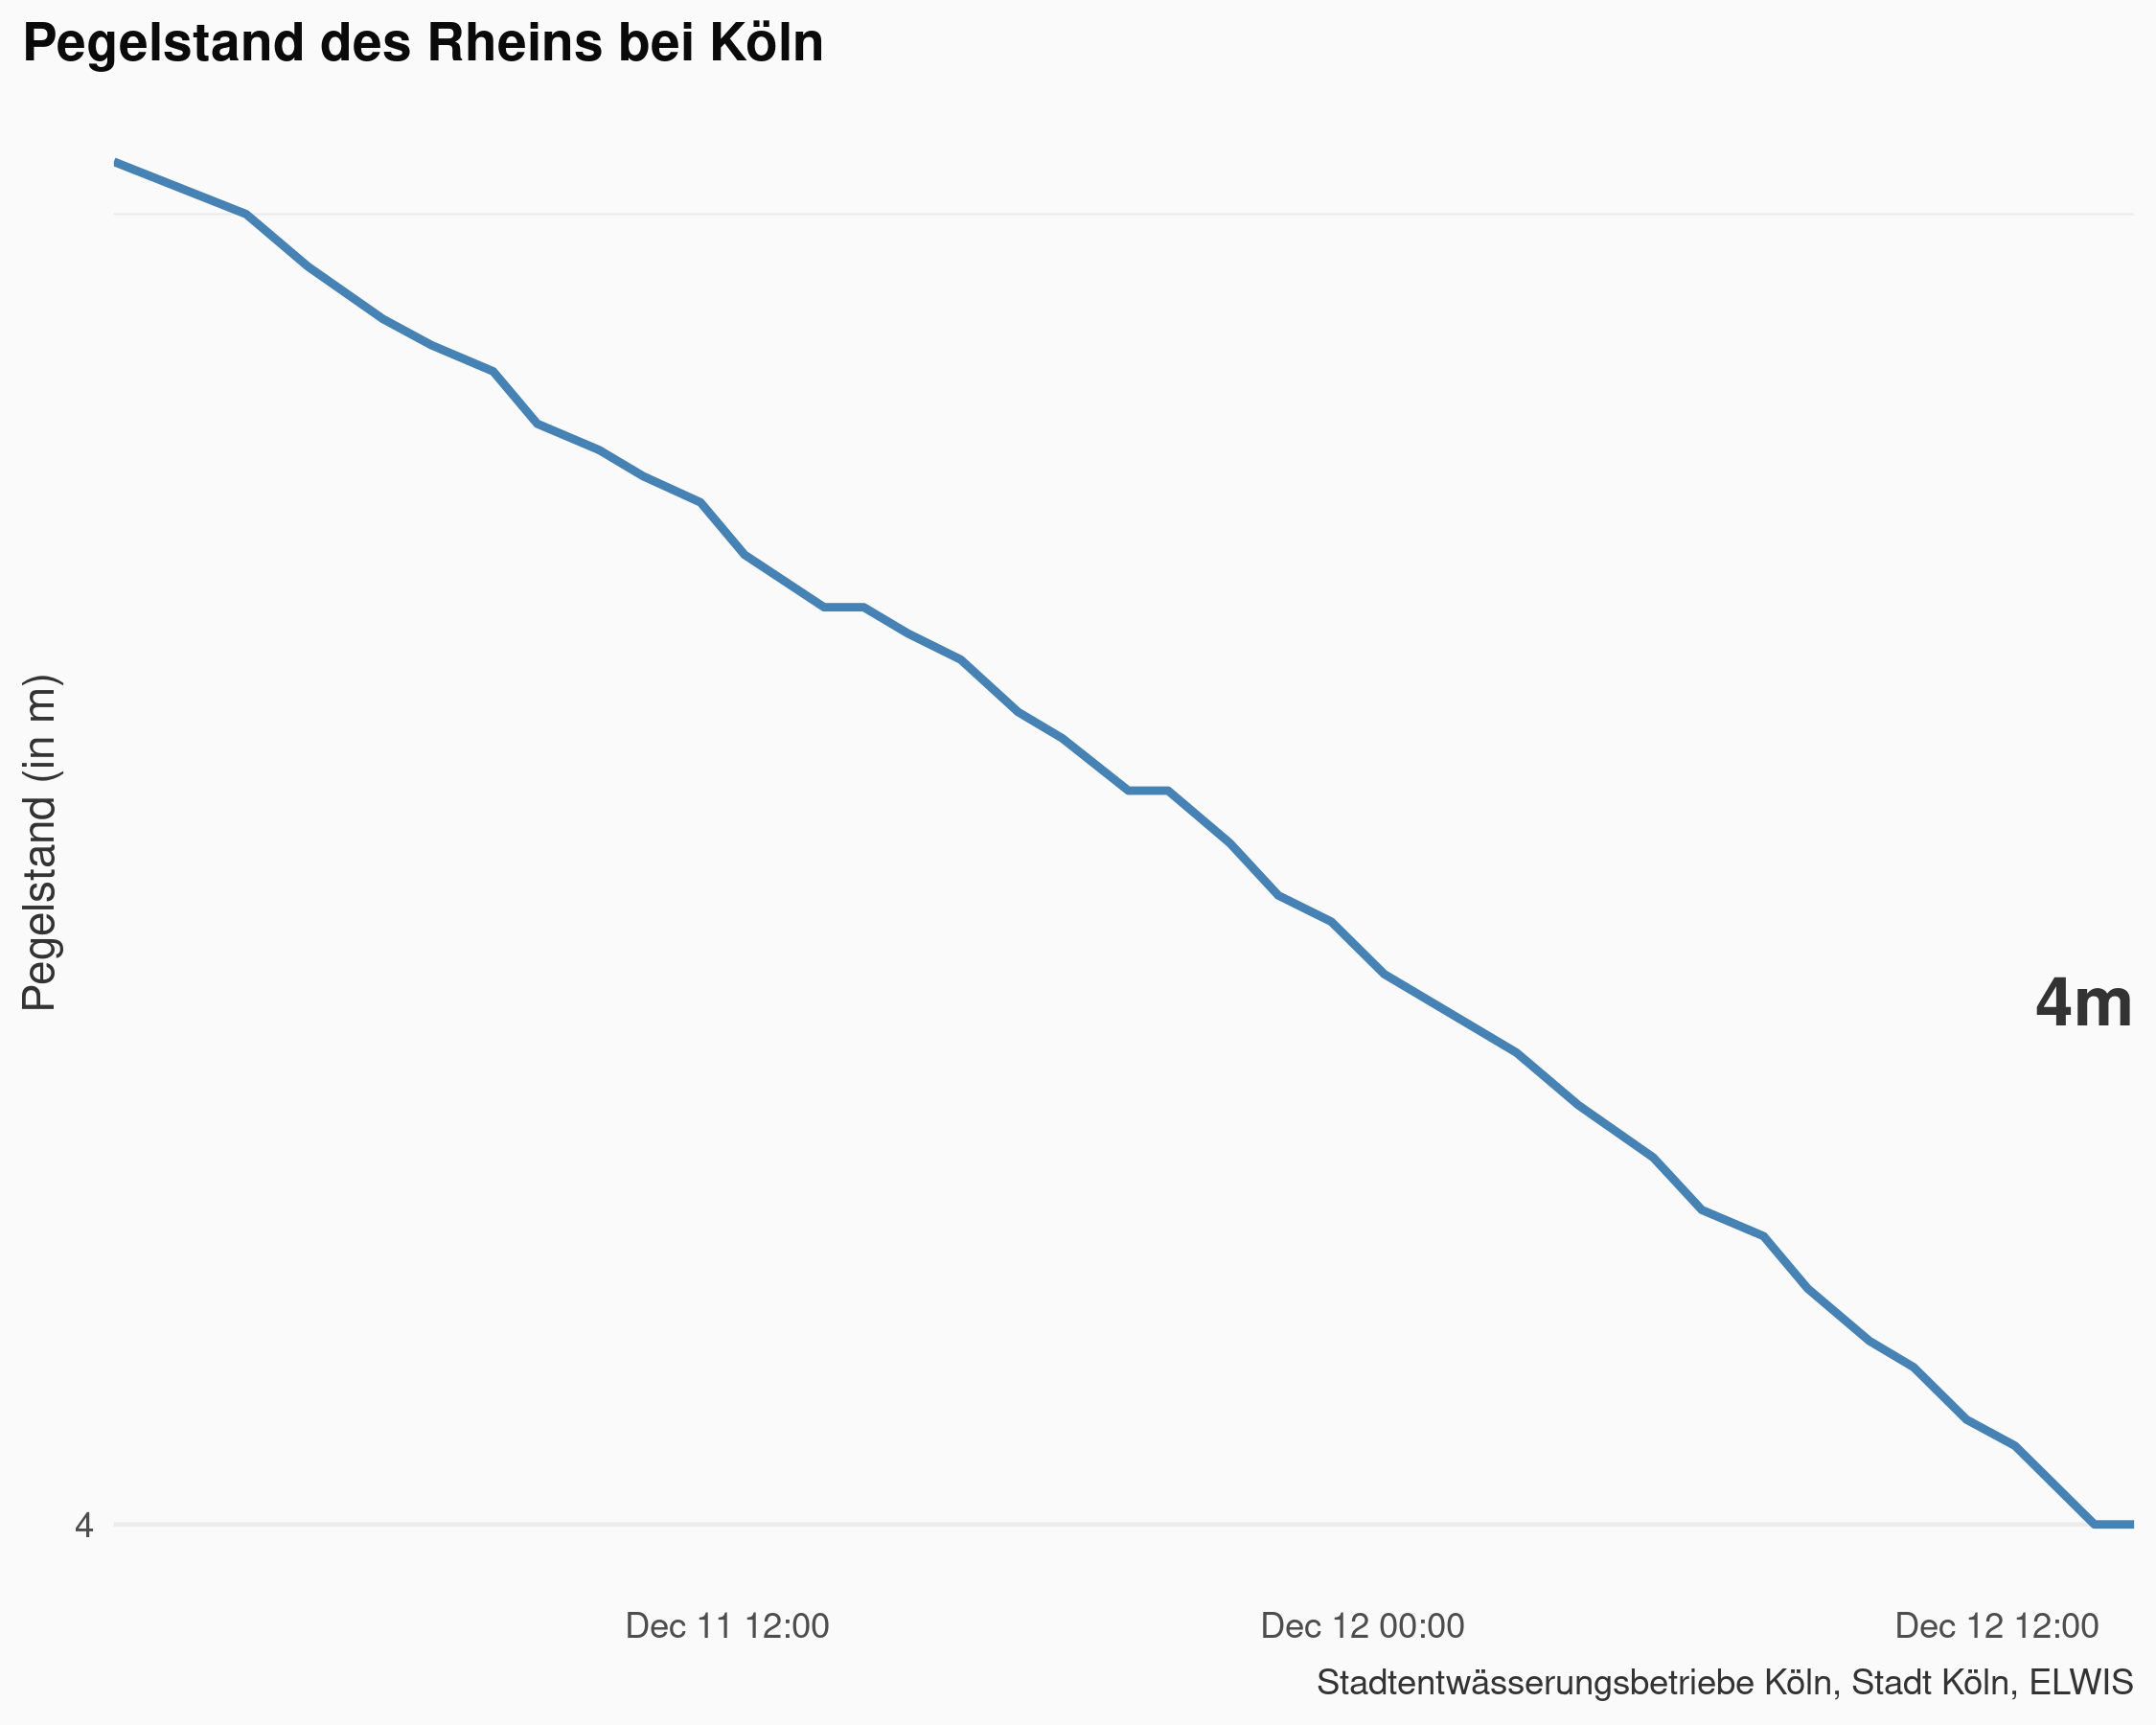 Pegelstand des Rheins bei Köln
Pegelstand (in m)
4m
4
Dec 11 12:00
Dec 12 00:00
Dec 12 12:00
Stadtentwässerungsbetriebe Köln, Stadt Köln, ELWIS